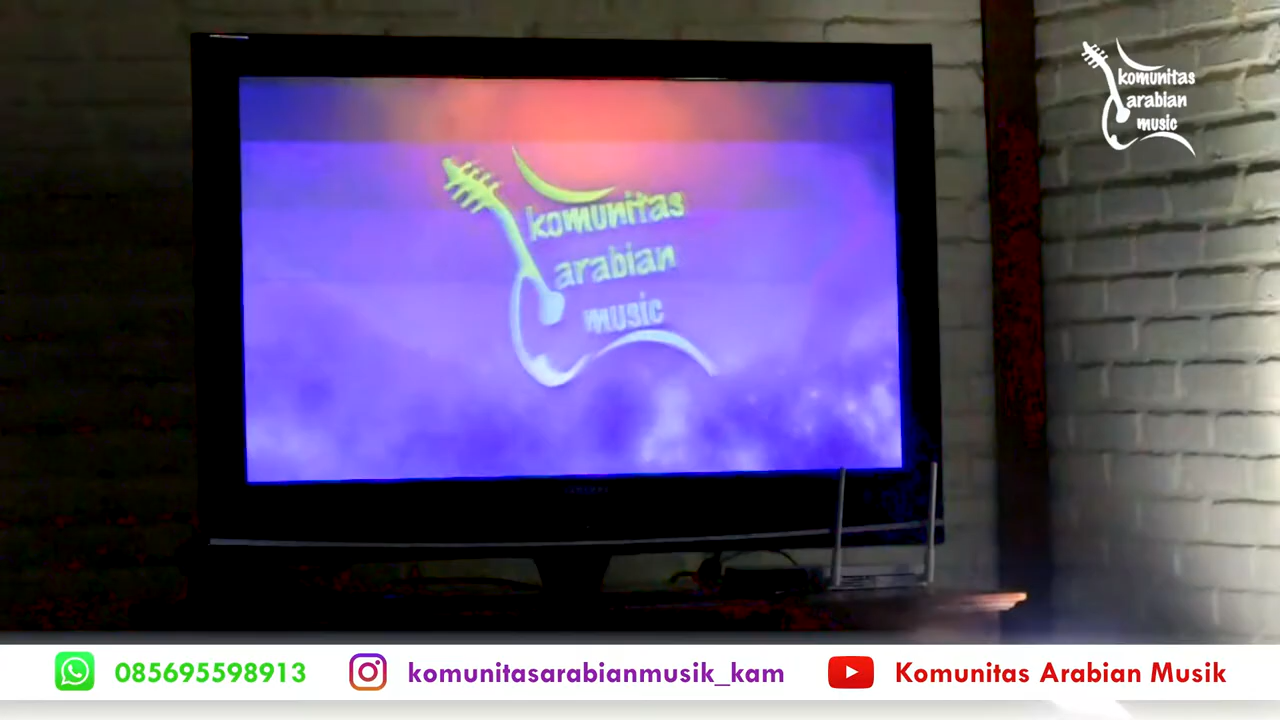 komunitas
arabian
music
komunitas
arabian
music
085695598913
komunitasarabianmusik_kam
Komunitas Arabian Musik